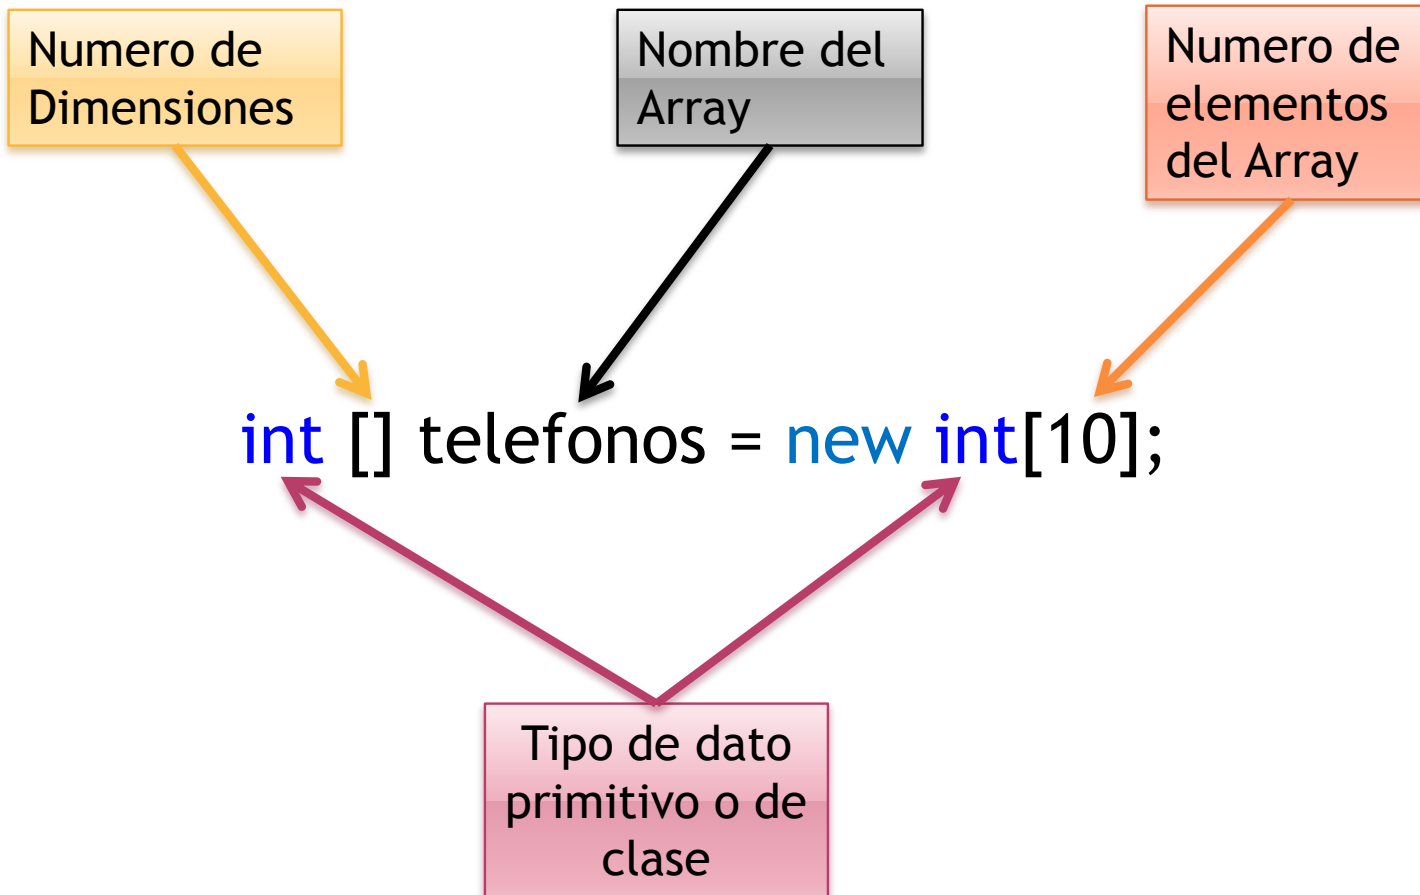 Numero de
Dimensiones
Nombre del
Array
Numero de
elementos
del Array
int [] telefonos = new int[10];
Tipo de dato
primitivo o de
clase